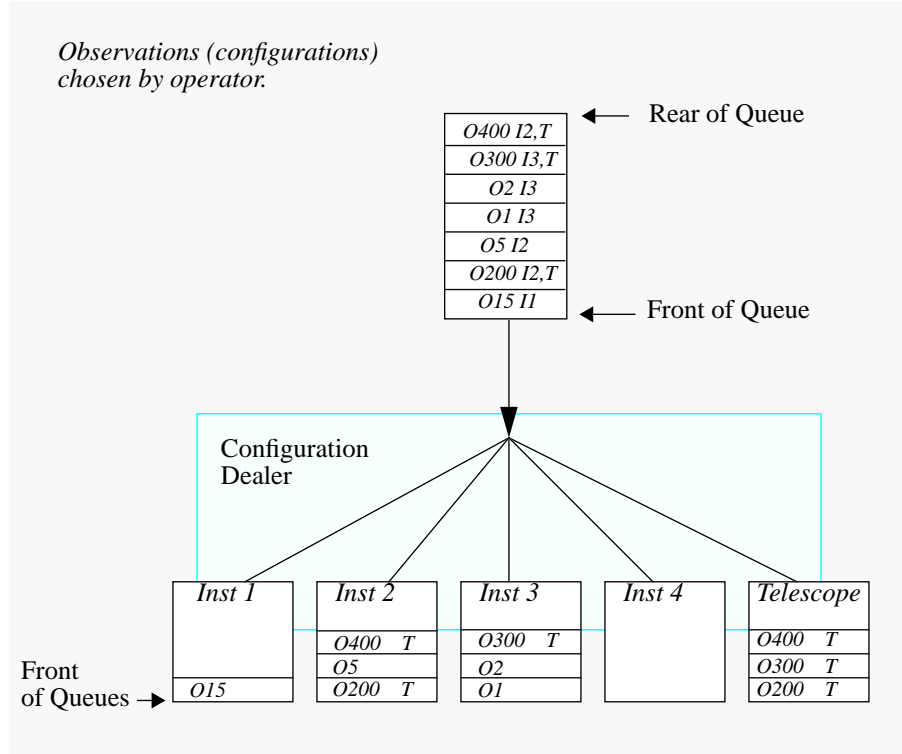 Observations (configurations)
chosen by operator.
Rear of Queue
O400 I2,T
O300 I3,T
O2 I3
O1 I3
O5 I2
O200 I2,T
O15 I1
Front of Queue
Configuration
Dealer
Inst 1
Inst 2
Inst 3
Inst 4
Telescope
O400 T
O300 T
O400 T
O5
O2
O300 T
Front
of Queues
O15
O200 T
O1
O200 T